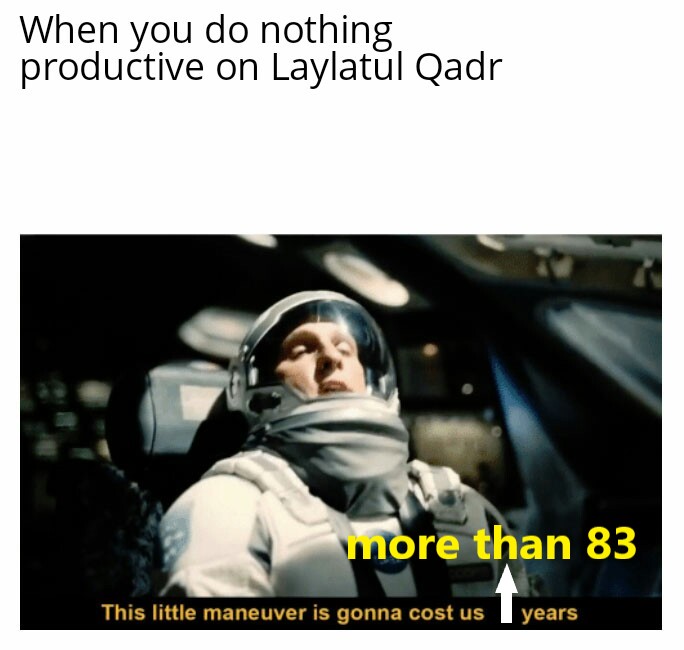 When you do nothing
productive on Laylatul Qadr
more than 83
This little maneuver is gonna cost us years